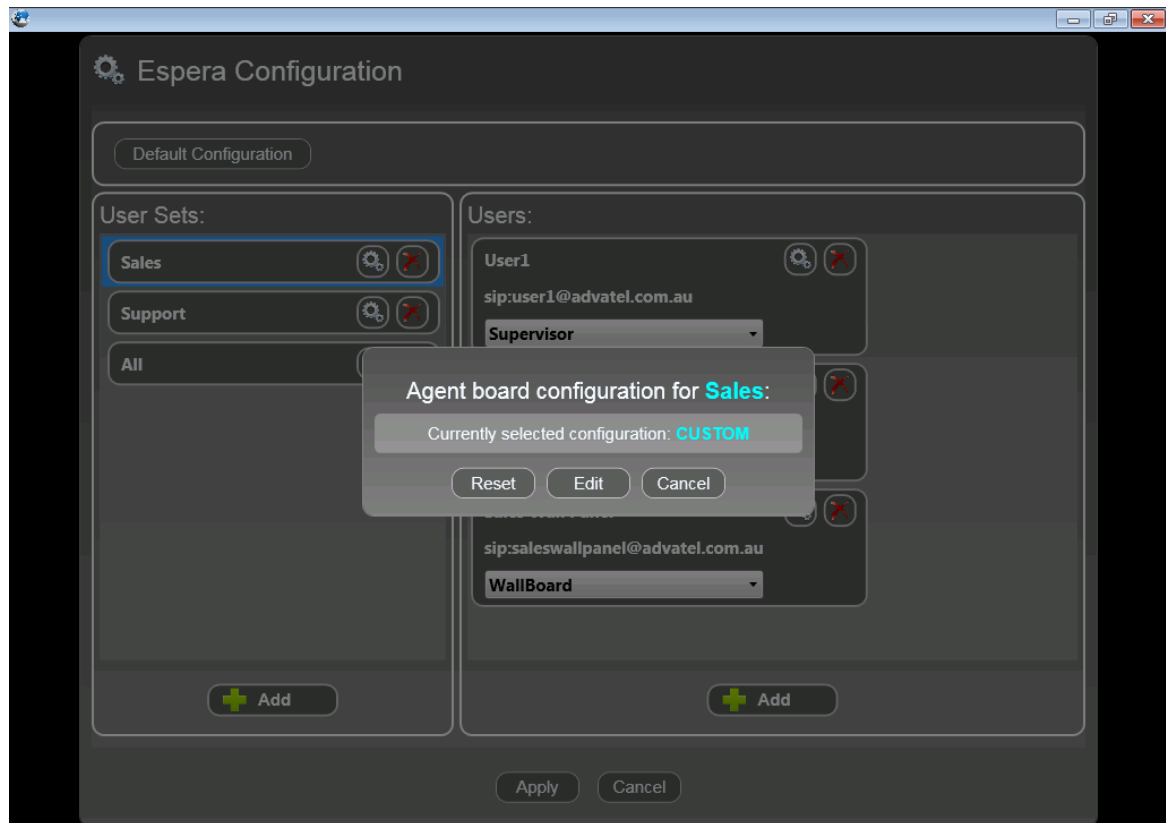 Espera Configuration
Default Configuration
User Sets:
Users:
Sales
Support
All
User1
sip:user1@advatel.com.au
Supervisor
Agent board configuration for Sales:
Currently selected configuration: CUSTOM
Reset Edit Cancel
sip:saleswallpanel@advatel.com.au
WallBoard
Add
Add
Apply Cancel